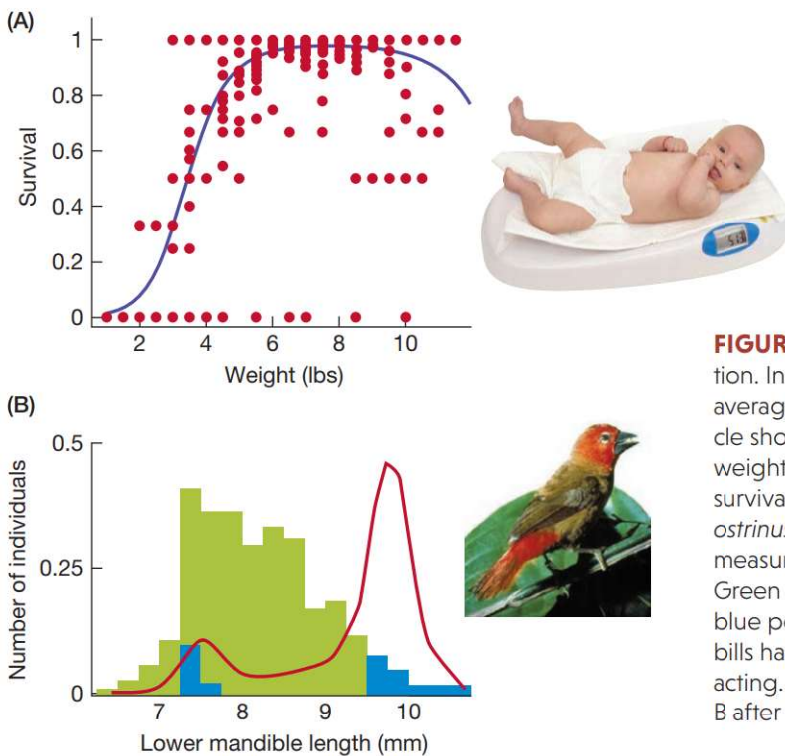 (A)
1
0.8
0.6
0.4
0.2
0
Survival
2
4
6
8
10
Weight (lbs)
FIGUR
tion. In
averag
cle sho
weight
surviva
ostrinus
measur
Green
blue po
bills ha
acting.
B after
(B)
0.5
0.25
0
Number of individuals
7
8
9
10
Lower mandible length (mm)